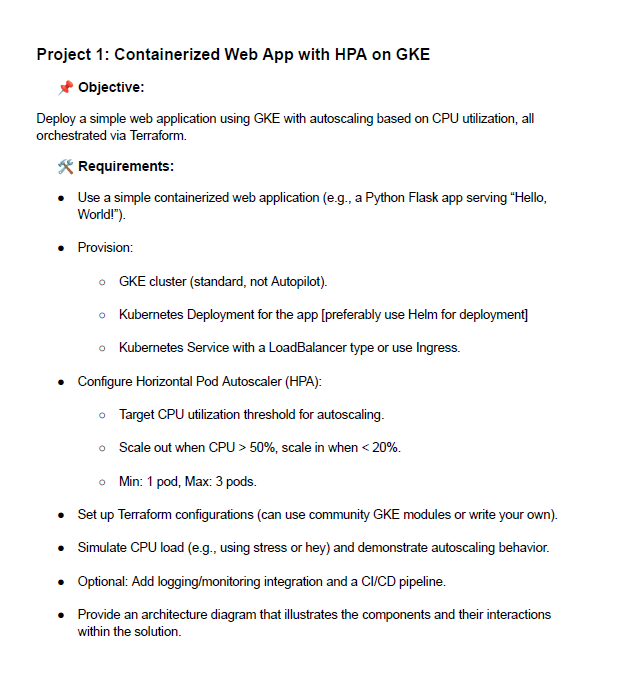 Project 1: Containerized Web App with HPA on GKE
📌 Objective:
Deploy a simple web application using GKE with autoscaling based on CPU utilization, all
orchestrated via Terraform.
🛠 Requirements:
● Use a simple containerized web application (e.g., a Python Flask app serving “Hello,
World!”).
● Provision:
○ GKE cluster (standard, not Autopilot).
○ Kubernetes Deployment for the app [preferably use Helm for deployment]
○ Kubernetes Service with a LoadBalancer type or use Ingress.
● Configure Horizontal Pod Autoscaler (HPA):
○ Target CPU utilization threshold for autoscaling.
○ Scale out when CPU > 50%, scale in when < 20%.
○ Min: 1 pod, Max: 3 pods.
● Set up Terraform configurations (can use community GKE modules or write your own).
● Simulate CPU load (e.g., using stress or hey) and demonstrate autoscaling behavior.
● Optional: Add logging/monitoring integration and a CI/CD pipeline.
● Provide an architecture diagram that illustrates the components and their interactions
within the solution.